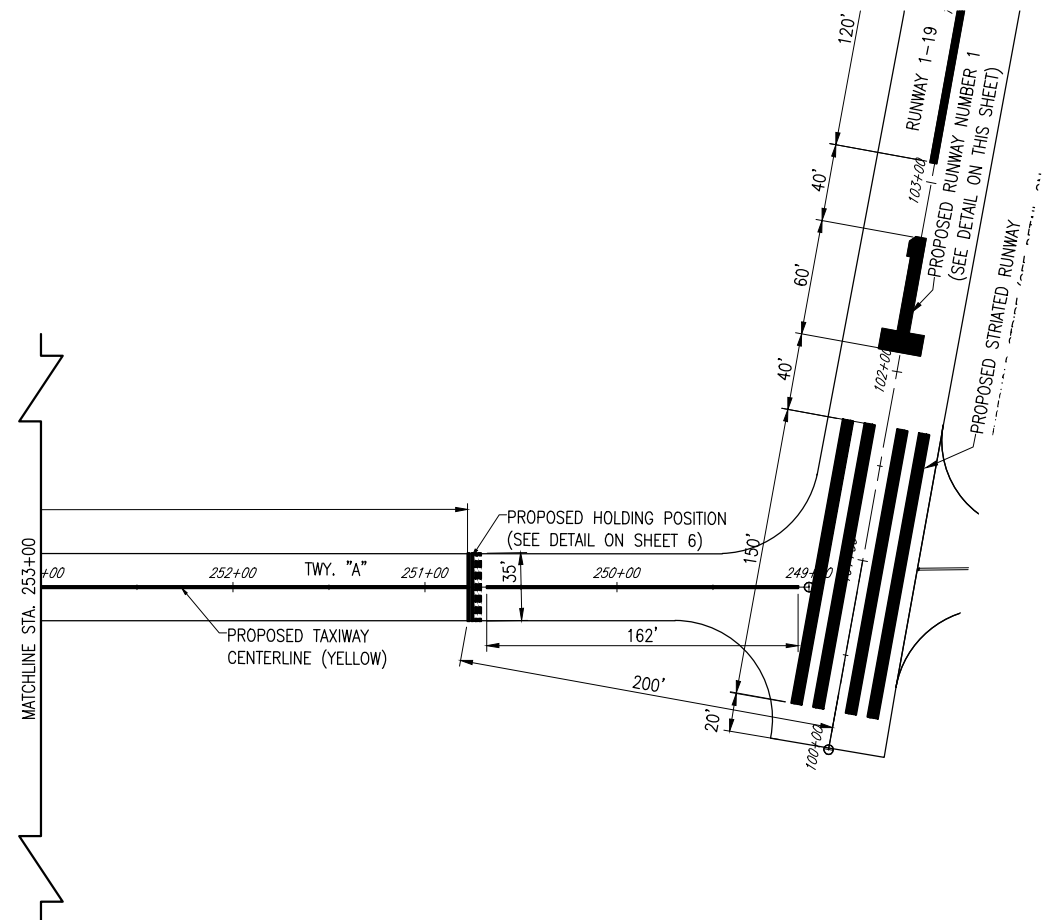 120'
RUNWAY 1-19
PROPOSED RUNWAY NUMBER 1
(SEE DETAIL ON THIS SHEET)
40'
103+00
60'
PROPOSED STRIATED RUNWAY
40'
102+00
150'
PROPOSED HOLDING POSITION
(SEE DETAIL ON SHEET 6)
MATCHLINE STA. 253+00
+00
252+00
TWY. "A"
251+00
35'
250+00
249+00
PROPOSED TAXIWAY
CENTERLINE (YELLOW)
162'
200'
20'
100+00